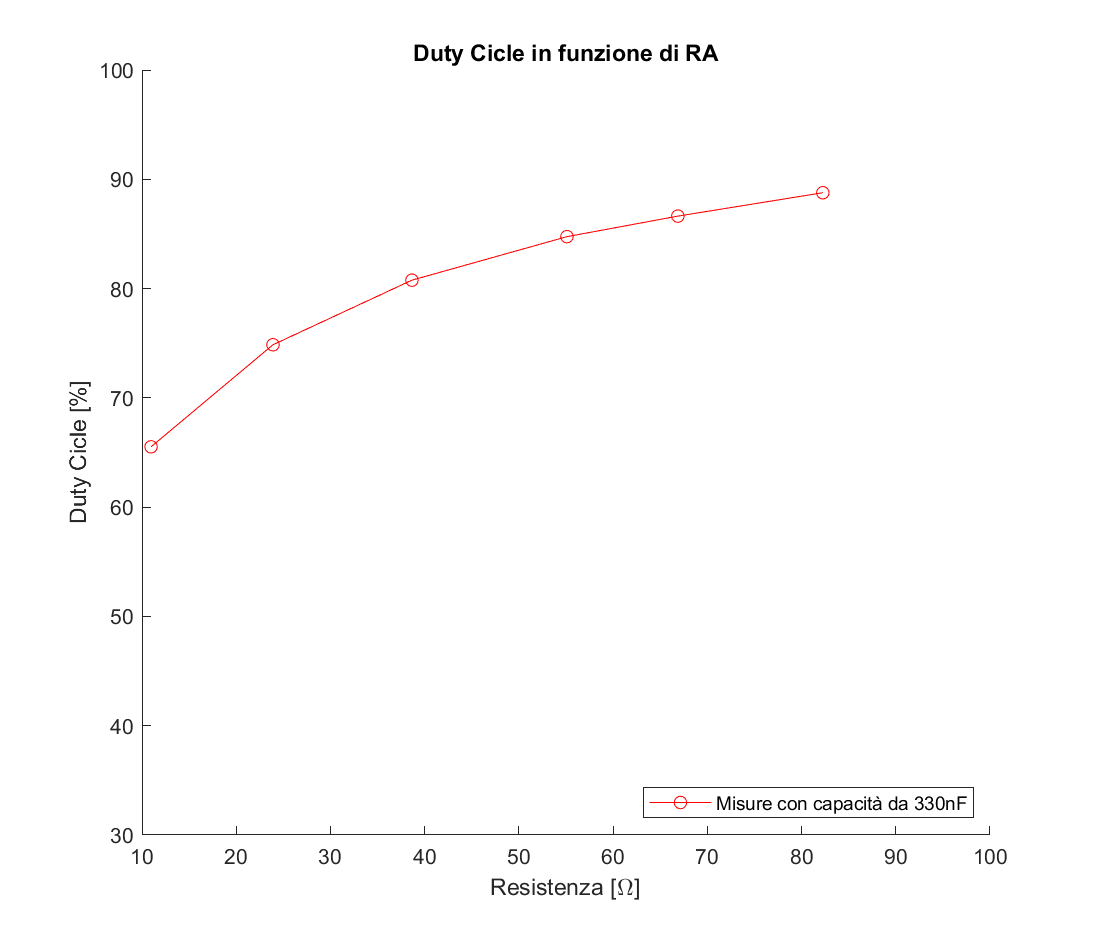 Duty Cicle in funzione di RA
100
90
80
70
60
50
40
30
Duty Cicle [%]
10 20 30 40 50 60 70 80 90 100
Resistenza [Ω]
Misure con capacità da 330nF